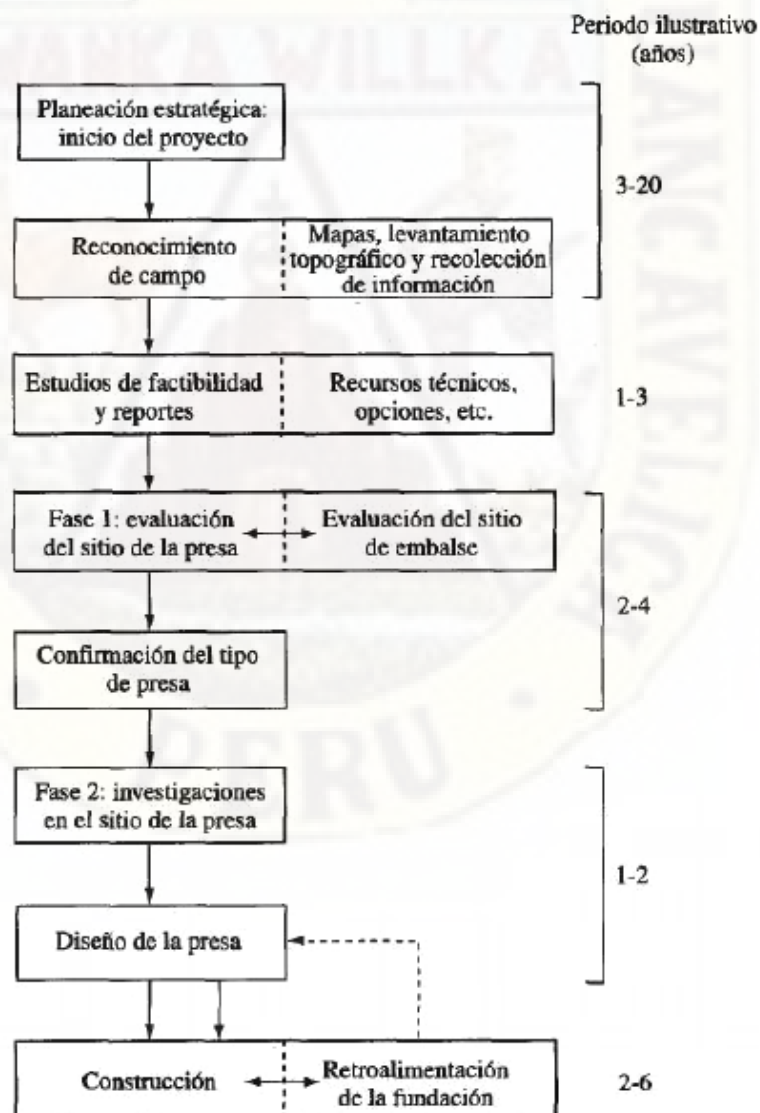 Periodo ilustrativo
(años)
Planeación estratégica:
inicio del proyecto
3-20
Reconocimiento
de campo
Mapas, levantamiento
topográfico y recolección
de información
Estudios de factibilidad
y reportes
Recursos técnicos,
opciones, etc.
1-3
Fase 1: evaluación
del sitio de la presa
Evaluación del sitio
de embalse
2-4
Confirmación del tipo
de presa
Fase 2: investigaciones
en el sitio de la presa
1-2
Diseño de la presa
Construcción
Retroalimentación
de la fundación
2-6
WILLKA
PERU